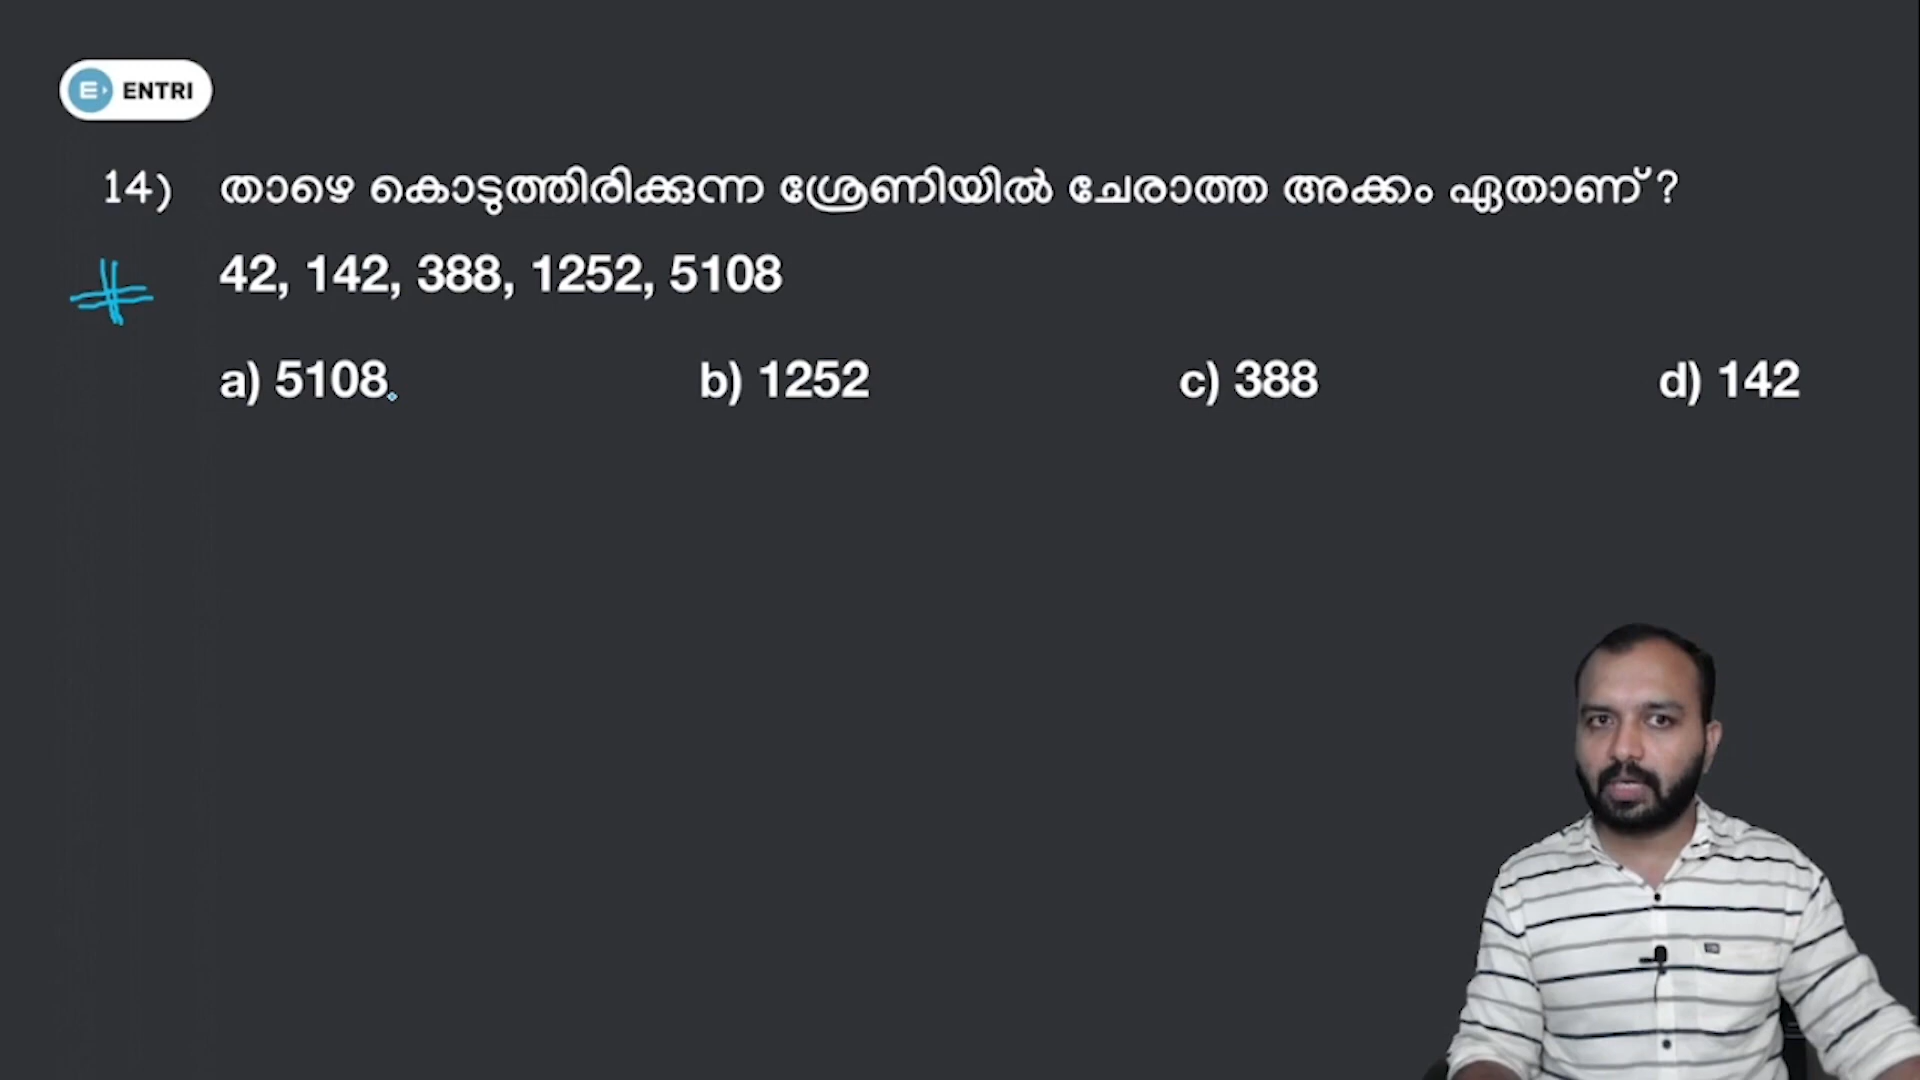 ENTRI
14) താഴെ കൊടുത്തിരിക്കുന്ന ശ്രേണിയിൽ ചേരാത്ത അക്കം ഏതാണ്?
42, 142, 388, 1252, 5108
a) 5108 b) 1252 c) 388 d) 142